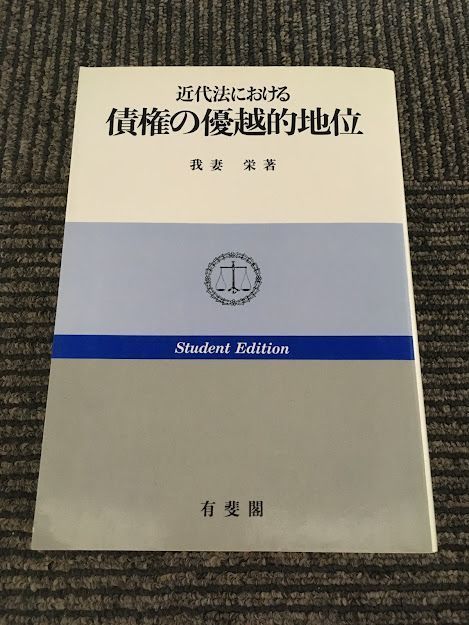 近代法における
債権の優越的地位
我妻 栄著
Student Edition
有斐閣